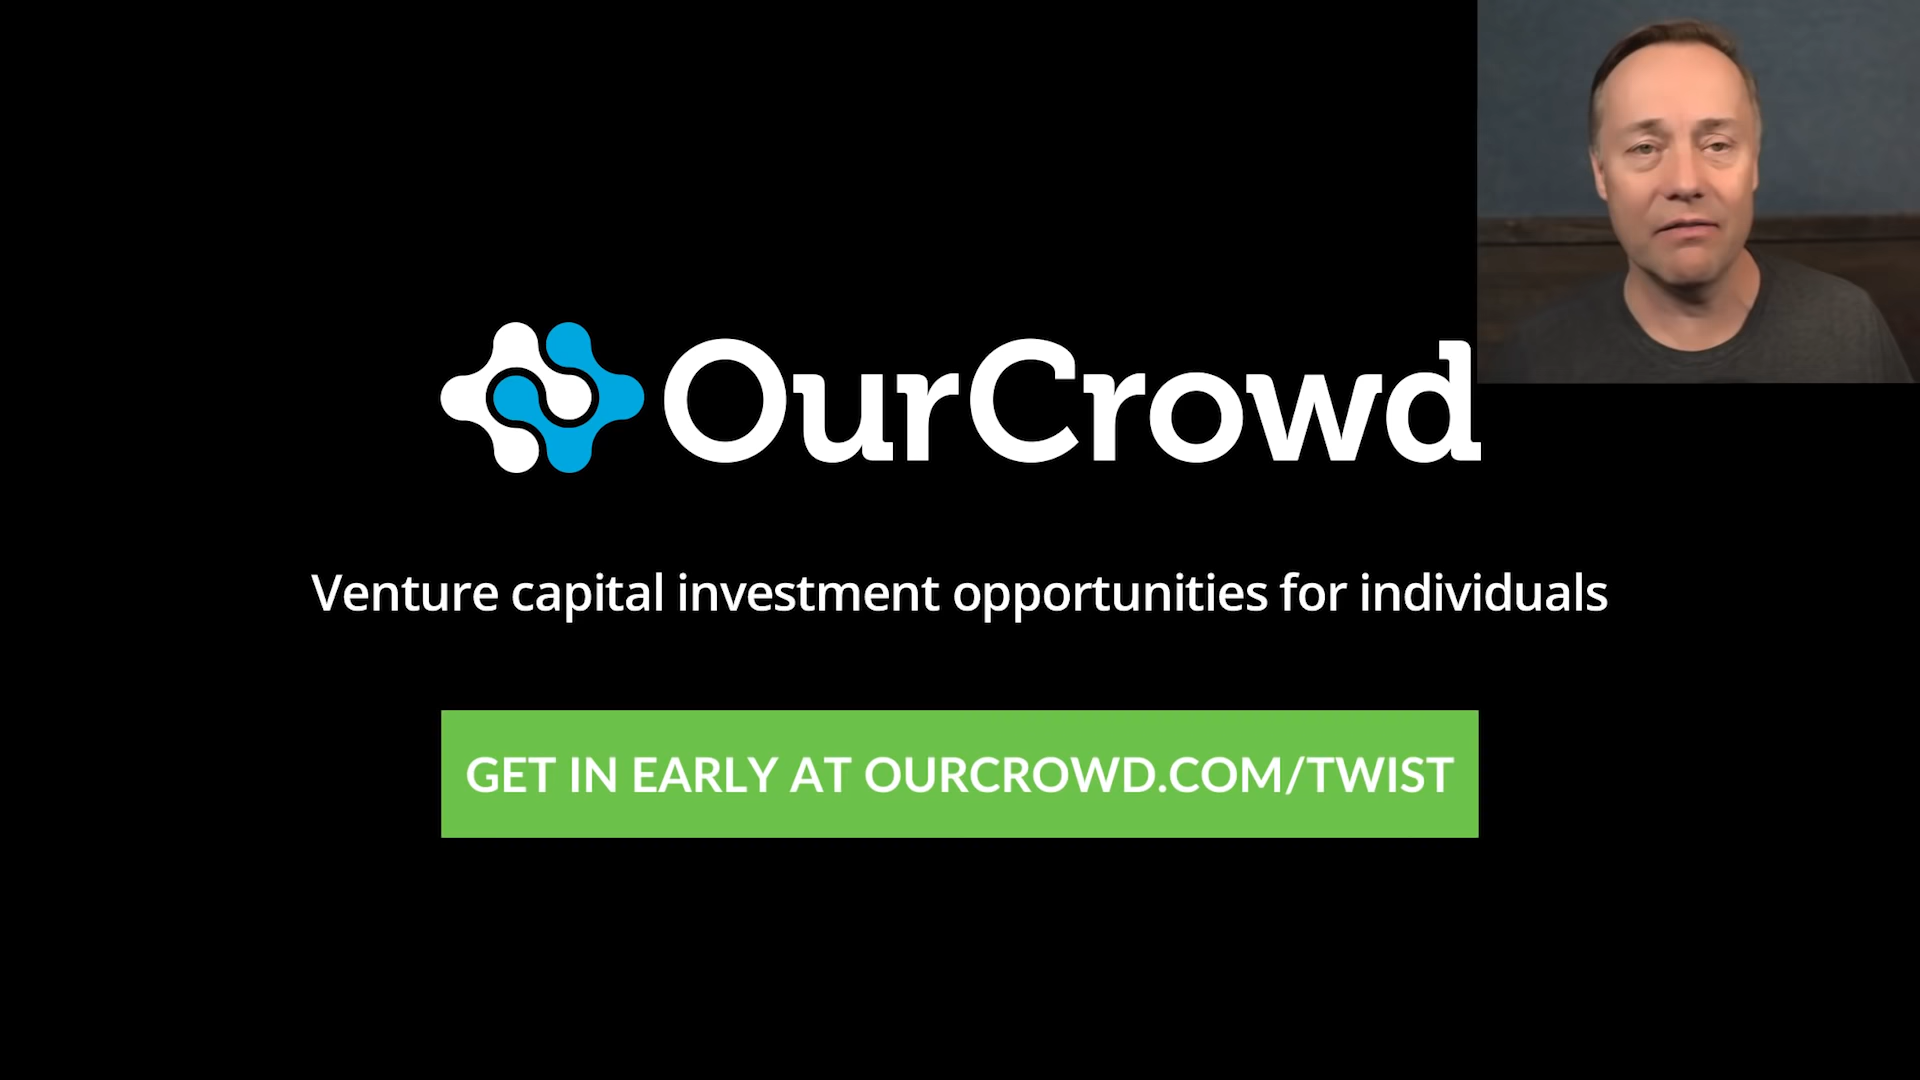 OurCrowd
Venture capital investment opportunities for individuals
GET IN EARLY AT OURCROWD.COM/TWIST